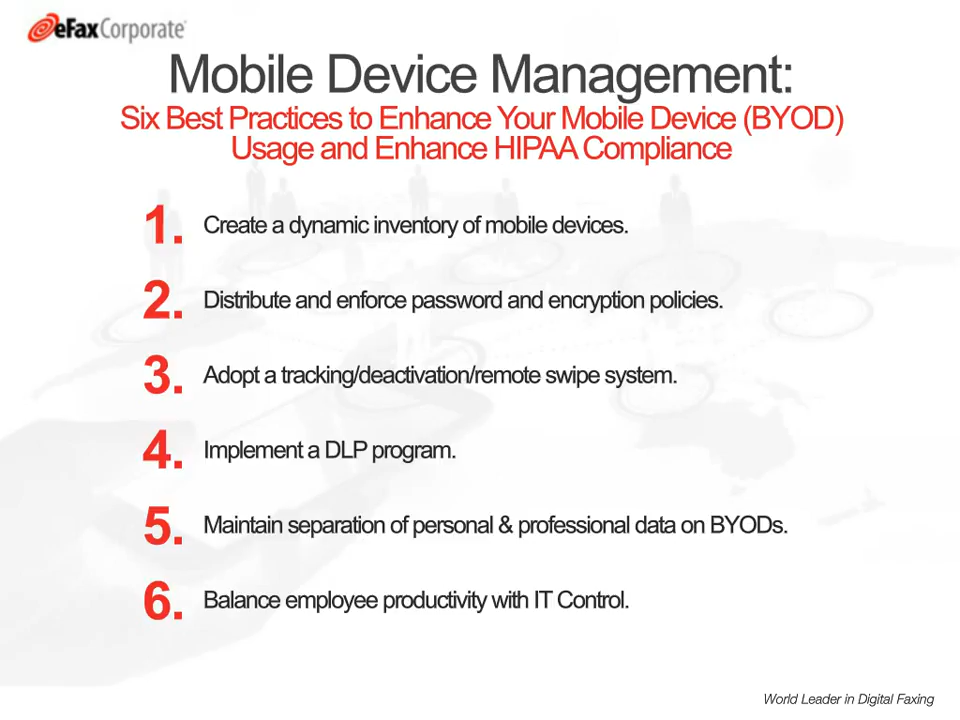 eFaxCorporate®
Mobile Device Management:
Six Best Practices to Enhance Your Mobile Device (BYOD)
Usage and Enhance HIPAA Compliance
1. Create a dynamic inventory of mobile devices.
2. Distribute and enforce password and encryption policies.
3. Adopt a tracking/deactivation/remote swipe system.
4. Implement a DLP program.
5. Maintain separation of personal & professional data on BYODs.
6. Balance employee productivity with IT Control.
World Leader in Digital Faxing